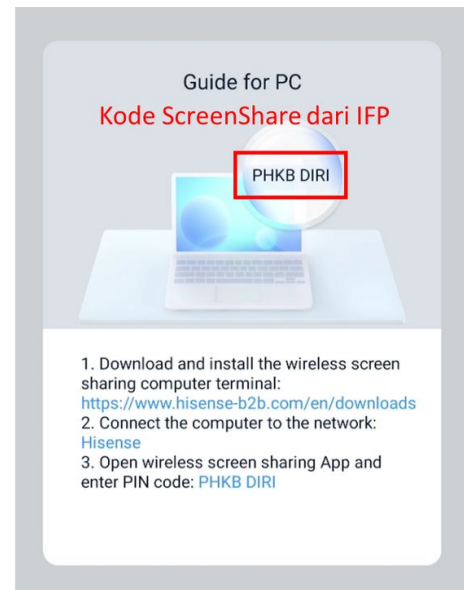 Guide for PC
Kode ScreenShare dari IFP
PHKB DIRI
1. Download and install the wireless screen
sharing computer terminal:
https://www.hisense-b2b.com/en/downloads
2. Connect the computer to the network:
Hisense
3. Open wireless screen sharing App and
enter PIN code: PHKB DIRI